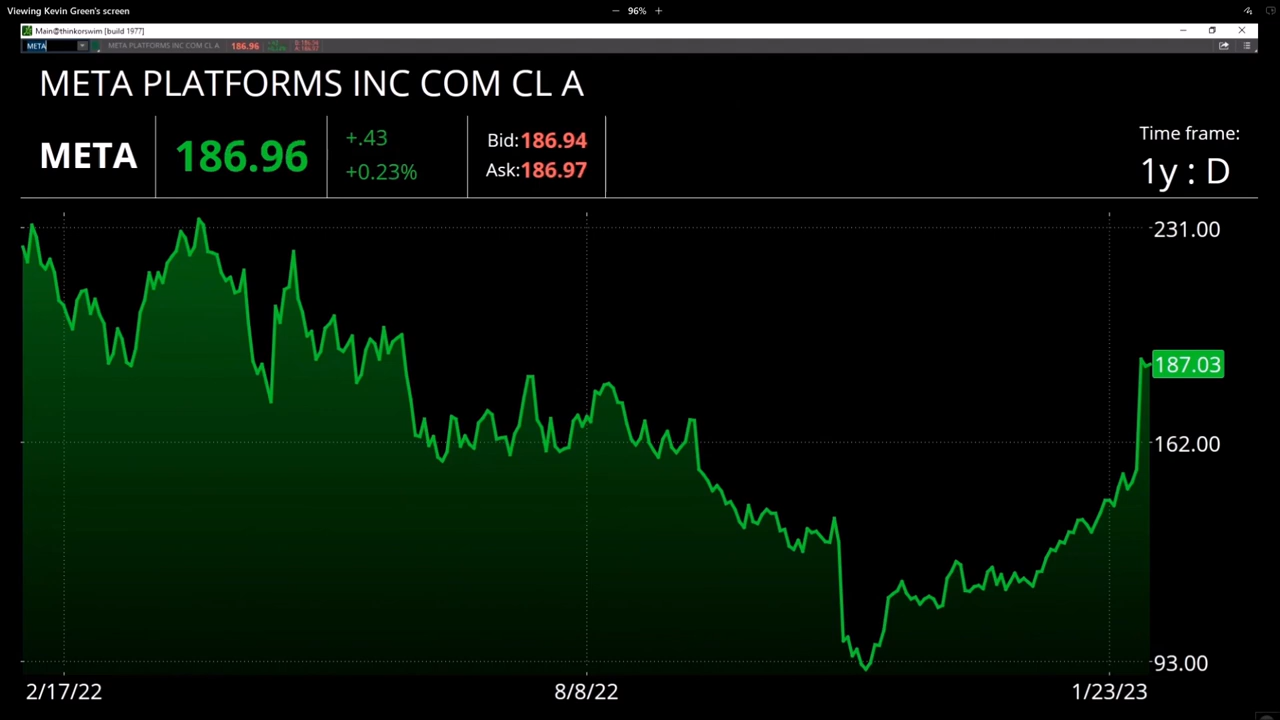 Viewing Kevin Green's screen
96%
Main@thinkorswim [build 1977]
META META PLATFORMS INC COM CL A 186.96
META PLATFORMS INC COM CL A
META 186.96
+.43
+0.23%
Bid:186.94
Ask:186.97
Time frame:
1y : D
231.00
187.03
162.00
93.00
2/17/22 8/8/22 1/23/23